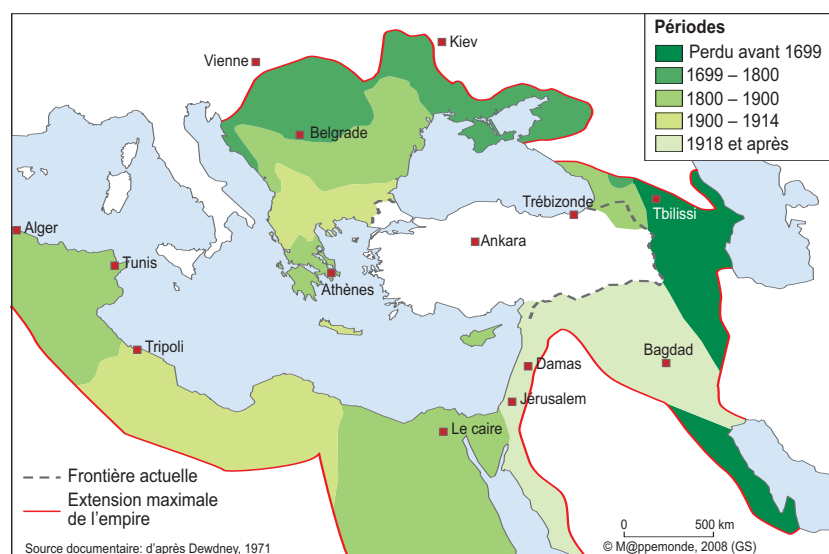 Périodes
Perdu avant 1699
1699 – 1800
1800 – 1900
1900 – 1914
1918 et après
Kiev
Vienne
Belgrade
Trébizonde
Tbilissi
Alger
Ankara
Tunis
Athènes
Tripoli
Damas
Bagdad
Jérusalem
Le caire
Frontière actuelle
Extension maximale
de l'empire
0 500 km
Source documentaire: d'après Dewdney, 1971
© M@ppemonde, 2008 (GS)